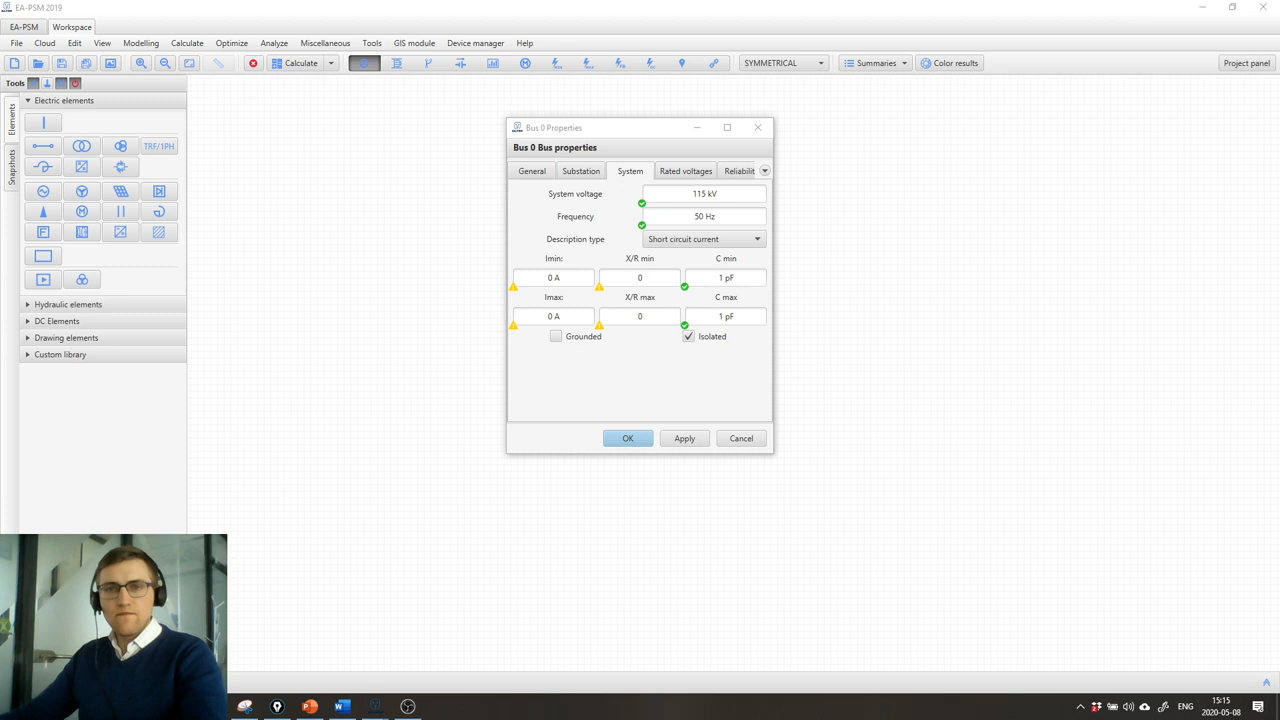 EA-PSM 2019
EA-PSM Workspace
File Cloud Edit View Modelling Calculate Optimize Analyze Miscellaneous Tools GIS module Device manager Help
Calculate SYMMETRICAL Summaries Color results Project panel
Tools
Elements
Snapshots
Electric elements
TRF/1PH
Hydraulic elements
DC Elements
Drawing elements
Custom library
Bus 0 Properties
Bus 0 Bus properties
General Substation System Rated voltages Reliabilit
System voltage 115 kV
Frequency 50 Hz
Description type Short circuit current
Imin: X/R min C min
0 A 0 1 pF
Imax: X/R max C max
0 A 0 1 pF
Grounded Isolated
OK Apply Cancel
ENG 15:15
2020-05-08